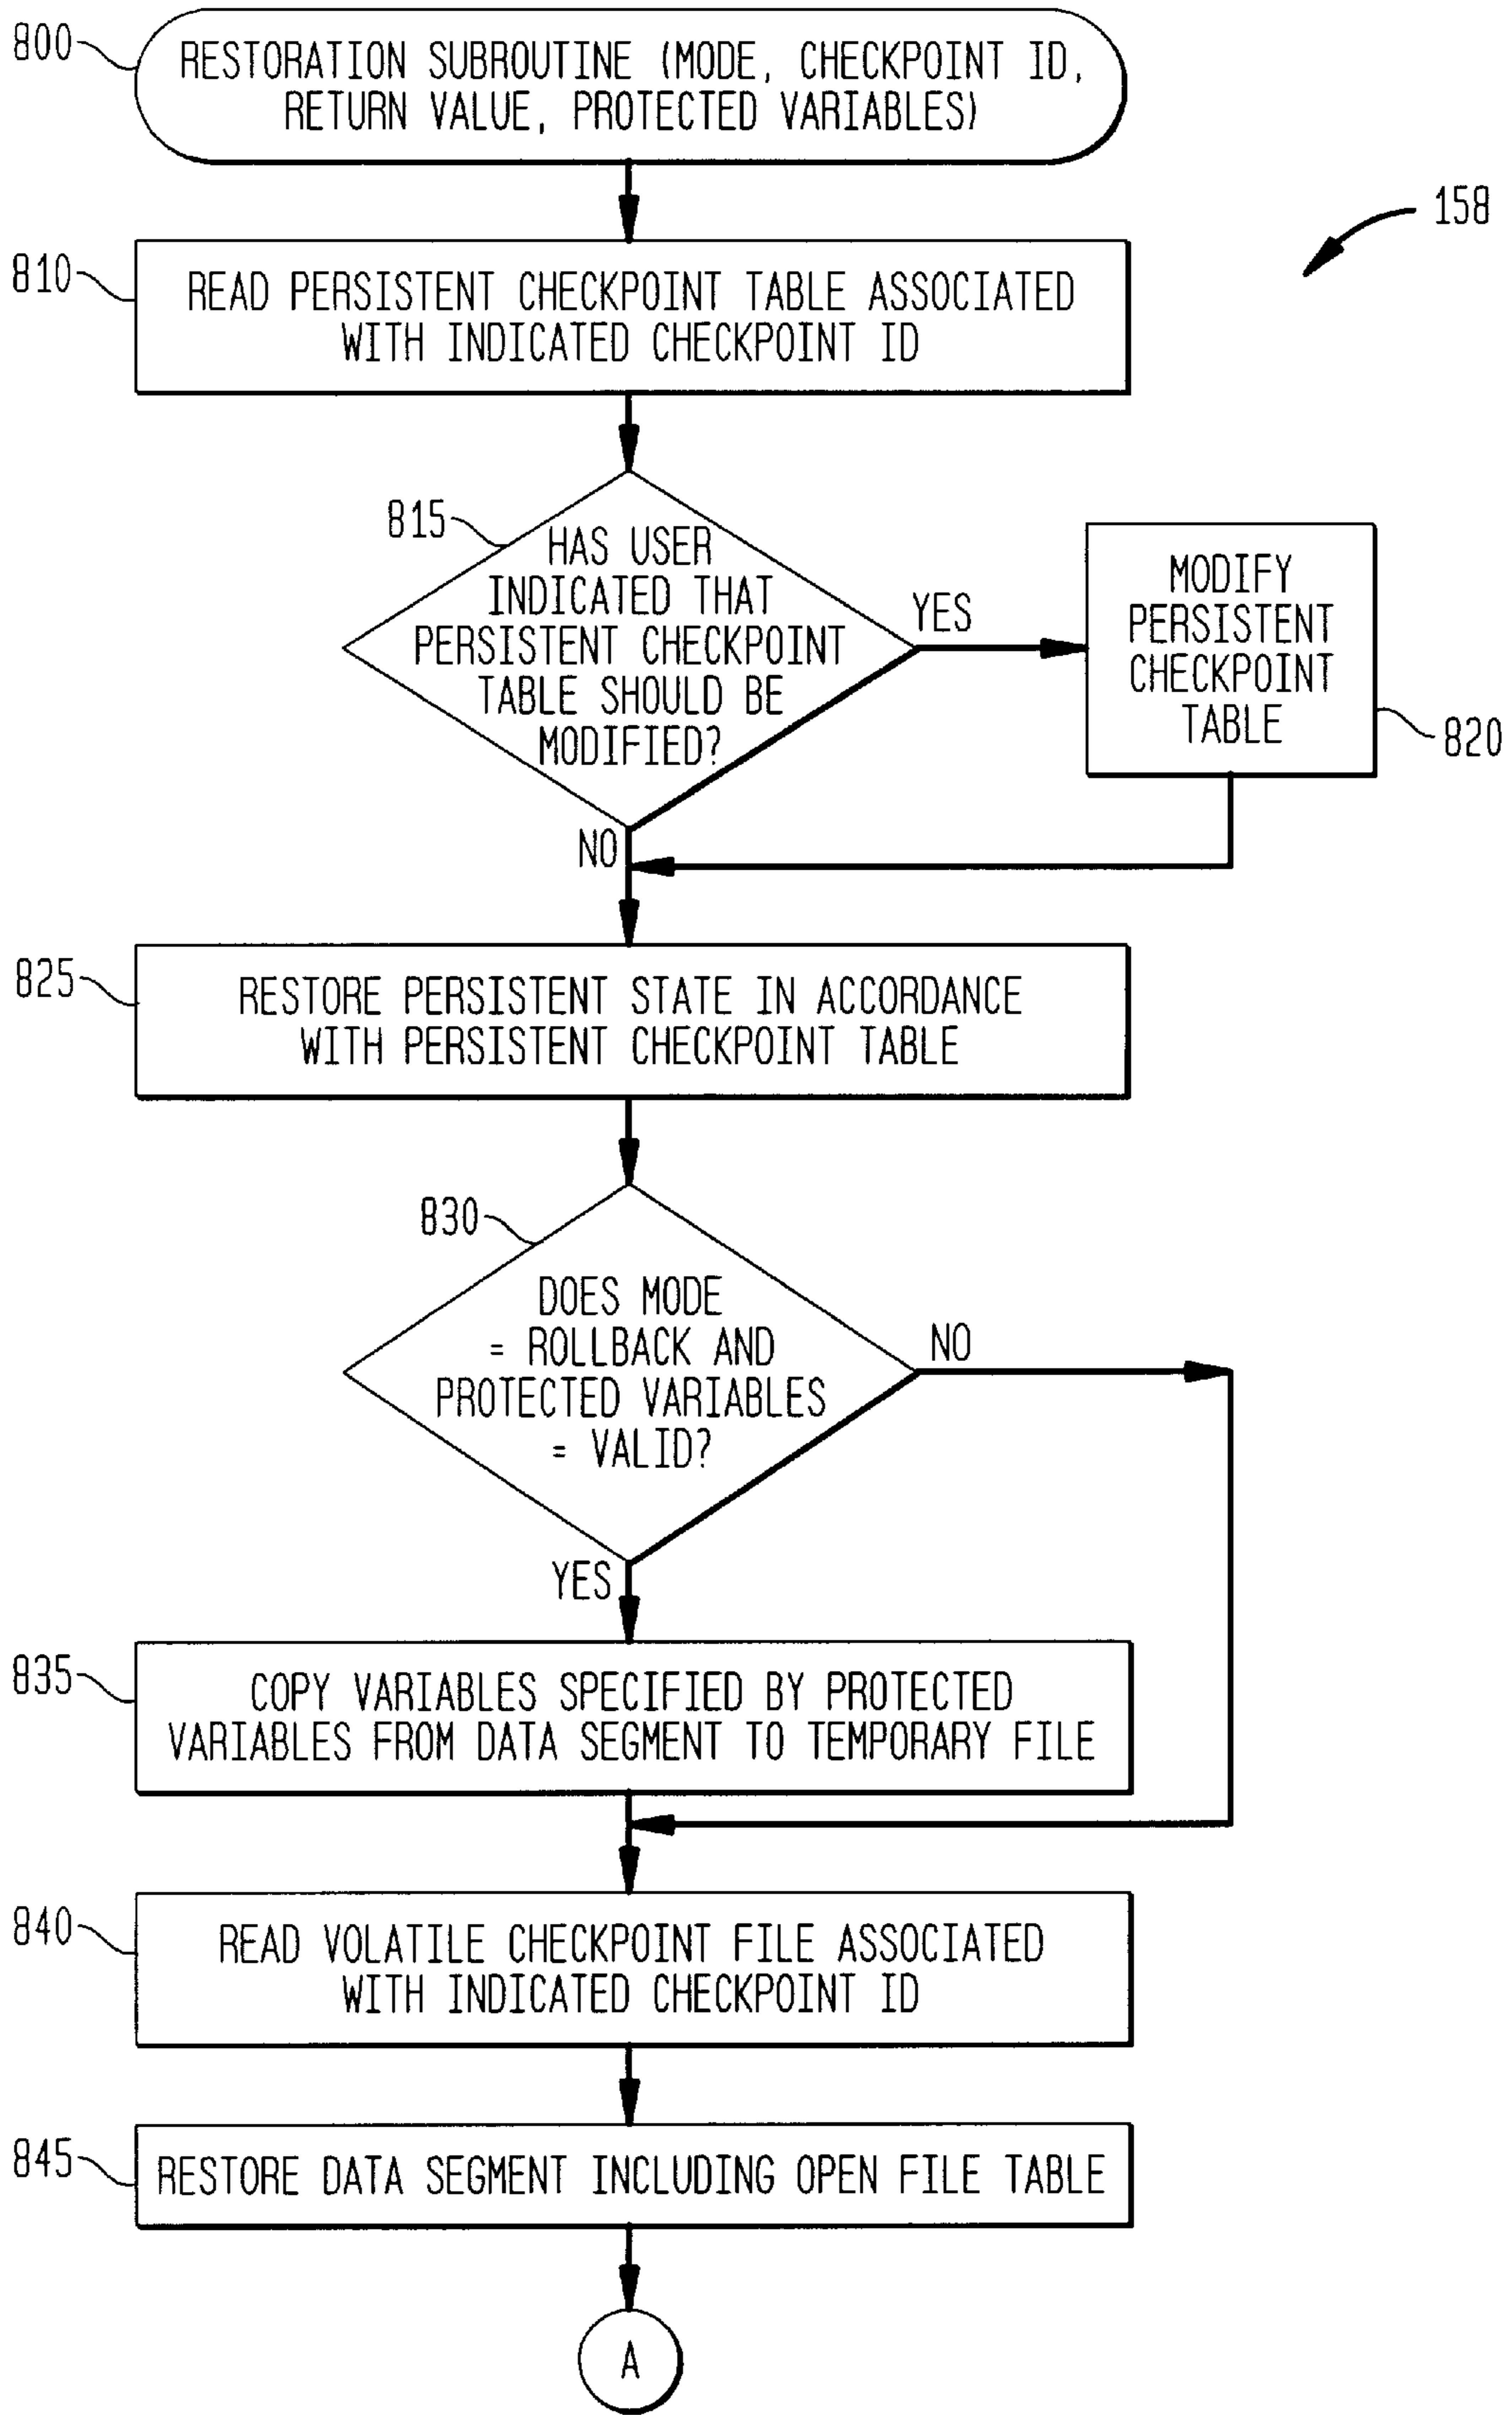 800
RESTORATION SUBROUTINE (MODE, CHECKPOINT ID,
RETURN VALUE, PROTECTED VARIABLES)
158
810
READ PERSISTENT CHECKPOINT TABLE ASSOCIATED
WITH INDICATED CHECKPOINT ID
815
HAS USER
INDICATED THAT
PERSISTENT CHECKPOINT
TABLE SHOULD BE
MODIFIED?
YES
MODIFY
PERSISTENT
CHECKPOINT
TABLE
820
NO
825
RESTORE PERSISTENT STATE IN ACCORDANCE
WITH PERSISTENT CHECKPOINT TABLE
830
DOES MODE
= ROLLBACK AND
PROTECTED VARIABLES
= VALID?
NO
YES
835
COPY VARIABLES SPECIFIED BY PROTECTED
VARIABLES FROM DATA SEGMENT TO TEMPORARY FILE
840
READ VOLATILE CHECKPOINT FILE ASSOCIATED
WITH INDICATED CHECKPOINT ID
845
RESTORE DATA SEGMENT INCLUDING OPEN FILE TABLE
A